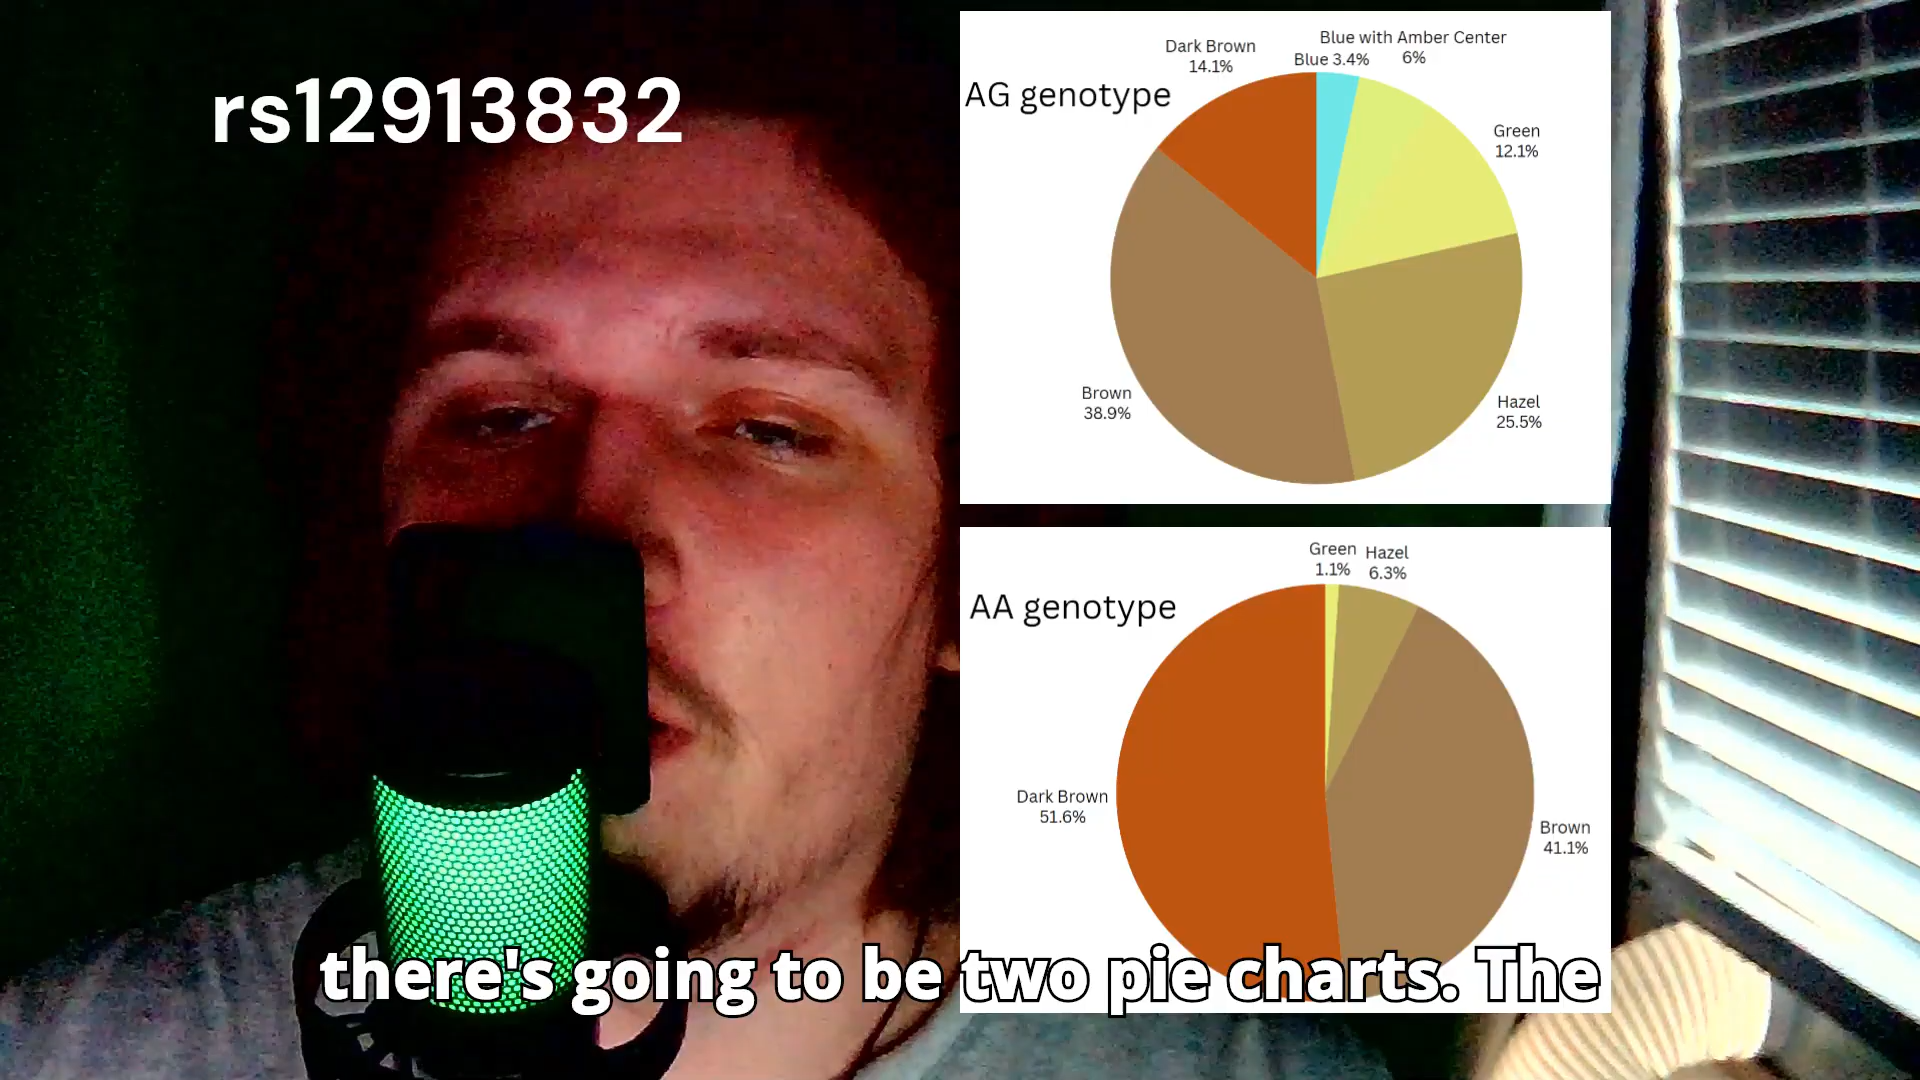 rs12913832
AG genotype
Dark Brown
14.1%
Blue 3.4%
Blue with Amber Center
6%
Green
12.1%
Hazel
25.5%
Brown
38.9%
AA genotype
Green
1.1%
Hazel
6.3%
Dark Brown
51.6%
Brown
41.1%
there's going to be two pie charts. The